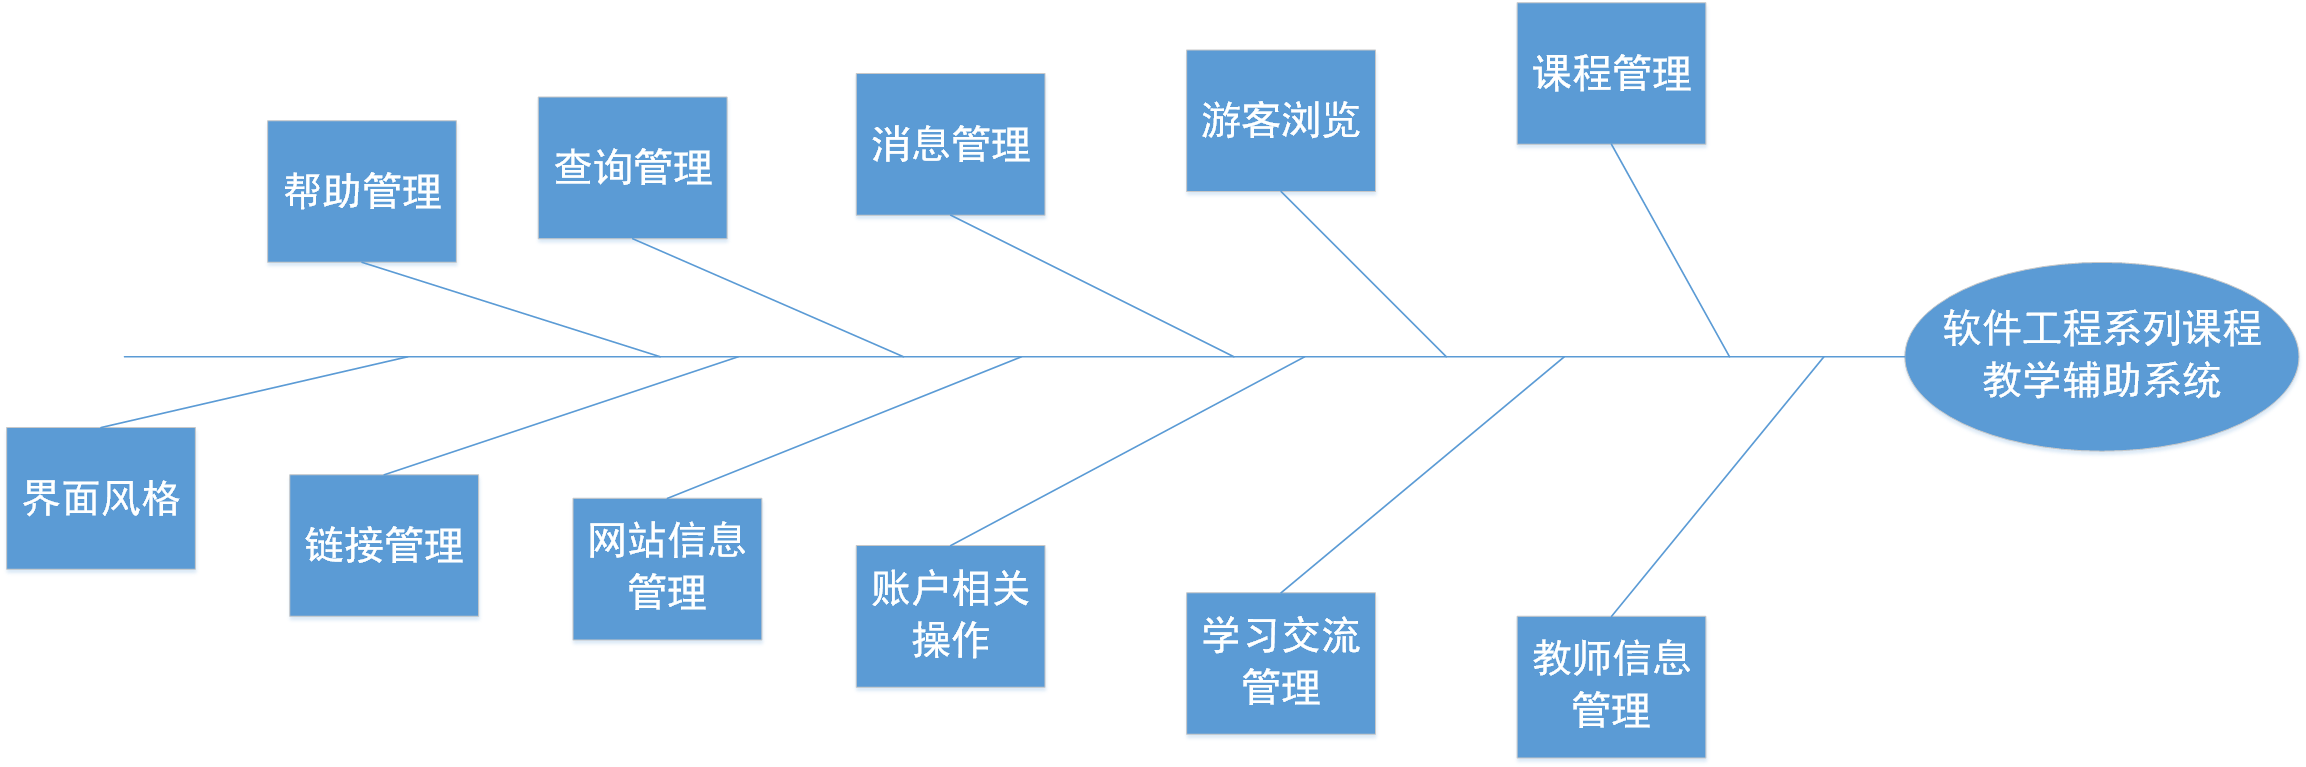 帮助管理
查询管理
消息管理
游客浏览
课程管理
软件工程系列课程
教学辅助系统
界面风格
链接管理
网站信息
管理
账户相关
操作
学习交流
管理
教师信息
管理